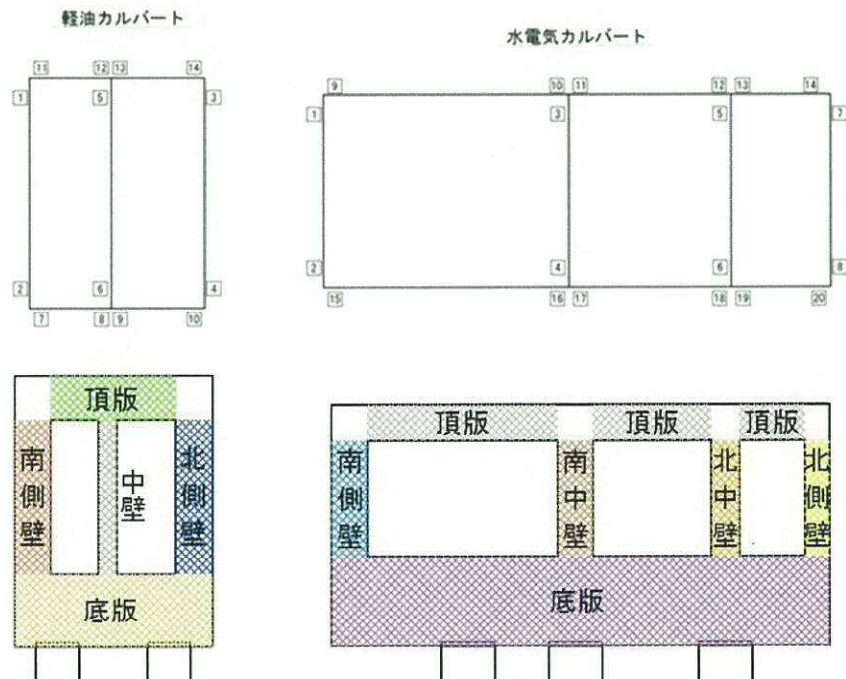 軽油カルバート
水電気カルバート
11 12 13 14
1 5 3
2 6 4
7 8 9 10
9 10 11 12 13 14
1 3 5 7
2 4 6 8
15 16 17 18 19 20
頂版
南側壁
中壁
北側壁
底版
頂版 頂版 頂版
南側壁
南中壁
北中壁
北側壁
底版